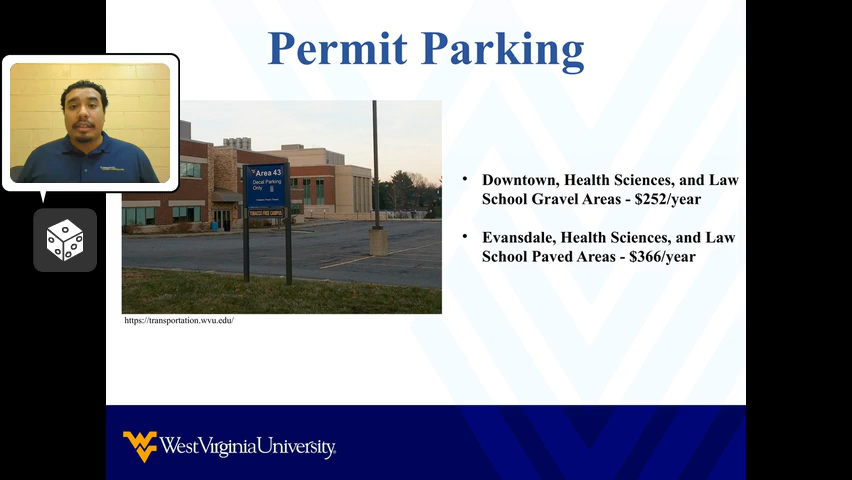 Permit Parking
Area 43
Decal Parking
Only
TOBACCO FREE CAMPUS
• Downtown, Health Sciences, and Law
School Gravel Areas - $252/year
• Evansdale, Health Sciences, and Law
School Paved Areas - $366/year
https://transportation.wvu.edu/
WestVirginiaUniversity.